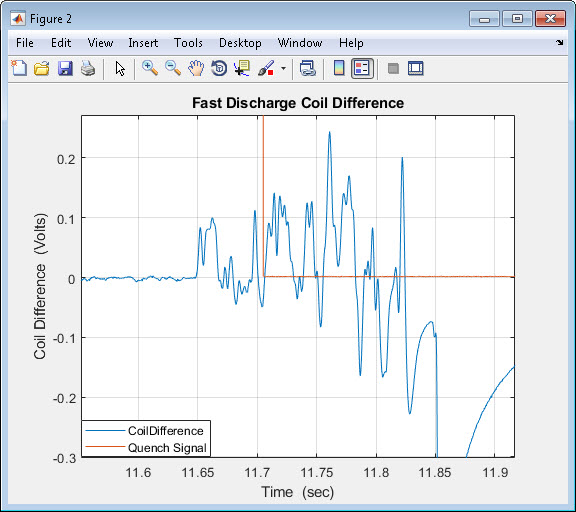 Figure 2
File Edit View Insert Tools Desktop Window Help
Fast Discharge Coil Difference
Coil Difference (Volts)
0.2
0.1
0
-0.1
-0.2
-0.3
CoilDifference
Quench Signal
11.6 11.65 11.7 11.75 11.8 11.85 11.9
Time (sec)